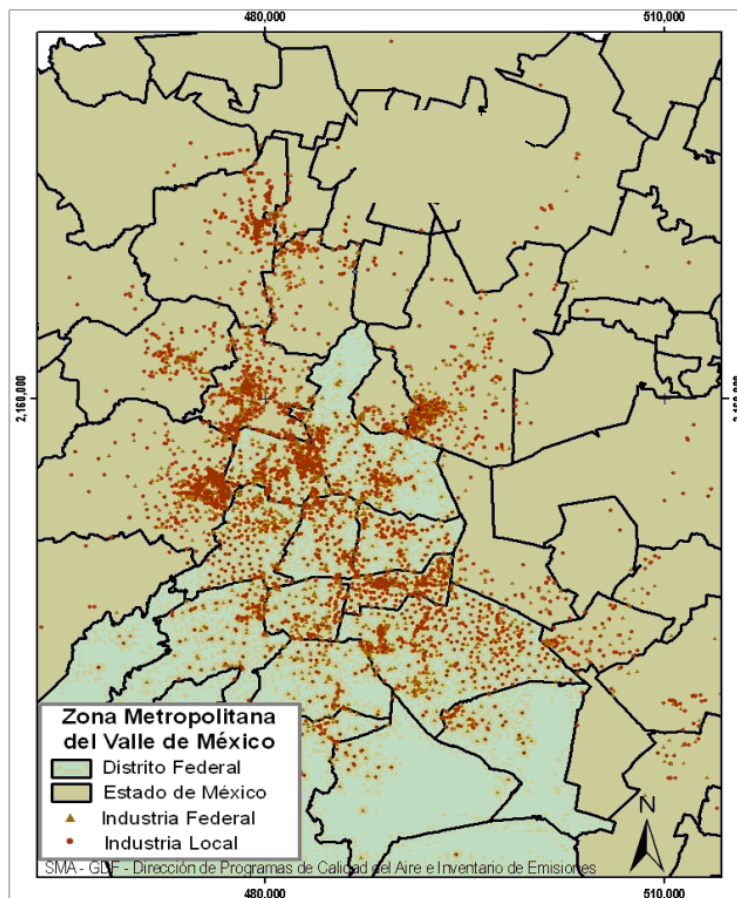 480,000 510,000
2,160,000
Zona Metropolitana
del Valle de México
Distrito Federal
Estado de México
Industria Federal
Industria Local
N
SMA - GDF - Dirección de Programas de Calidad del Aire e Inventario de Emisiones
480,000 510,000